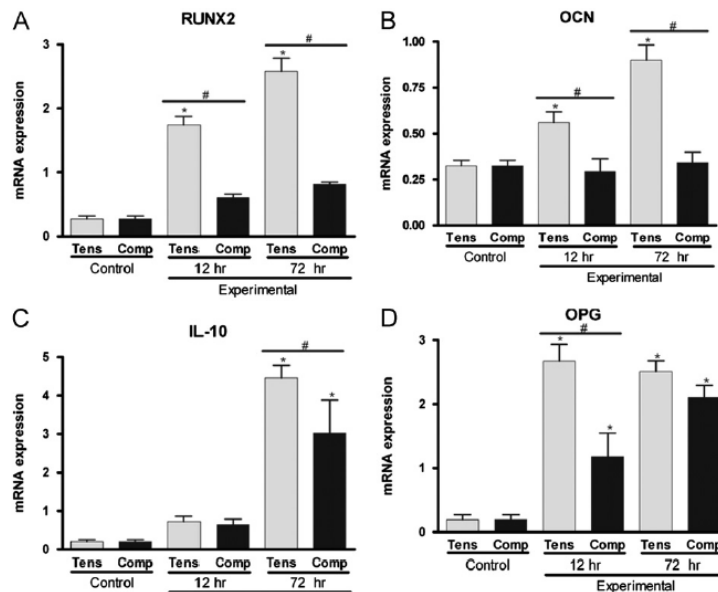 A
RUNX2
mRNA expression
3
2
1
0
*
#
*
#
Tens Comp Tens Comp Tens Comp
Control 12 hr 72 hr
Experimental
B
OCN
mRNA expression
1.00
0.75
0.50
0.25
0.00
*
#
*
#
Tens Comp Tens Comp Tens Comp
Control 12 hr 72 hr
Experimental
C
IL-10
mRNA expression
5
4
3
2
1
0
#
*
*
Tens Comp Tens Comp Tens Comp
Control 12 hr 72 hr
D
OPG
mRNA expression
3
2
1
0
#
*
*
*
*
Tens Comp Tens Comp Tens Comp
Control 12 hr 72 hr
Experimental